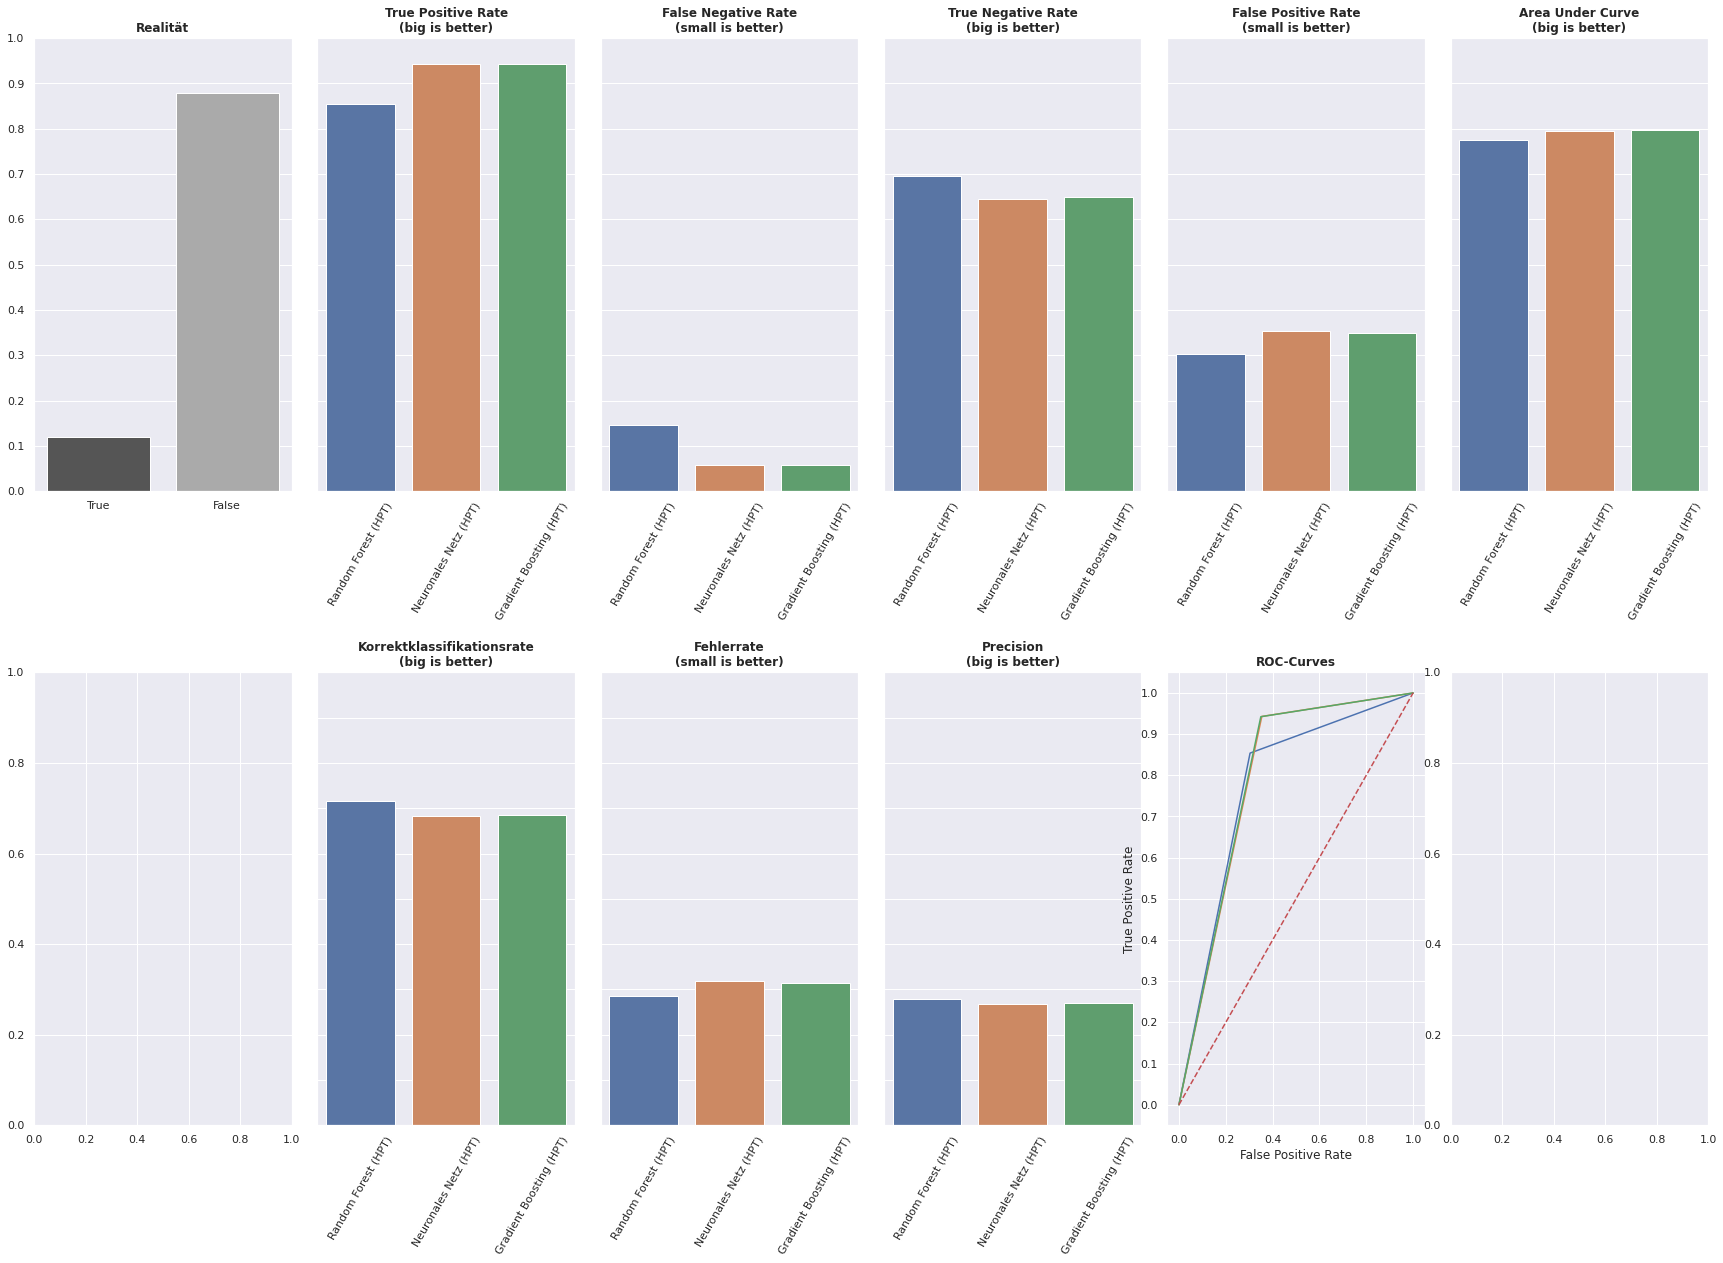 Realität
True Positive Rate
(big is better)
False Negative Rate
(small is better)
True Negative Rate
(big is better)
False Positive Rate
(small is better)
Area Under Curve
(big is better)
1.0
0.9
0.8
0.7
0.6
0.5
0.4
0.3
0.2
0.1
0.0
True
False
Random Forest (HPT)
Neuronales Netz (HPT)
Gradient Boosting (HPT)
Random Forest (HPT)
Neuronales Netz (HPT)
Gradient Boosting (HPT)
Random Forest (HPT)
Neuronales Netz (HPT)
Gradient Boosting (HPT)
Random Forest (HPT)
Neuronales Netz (HPT)
Gradient Boosting (HPT)
Random Forest (HPT)
Neuronales Netz (HPT)
Gradient Boosting (HPT)
1.0
0.8
0.6
0.4
0.2
0.0
0.0 0.2 0.4 0.6 0.8 1.0
Korrektklassifikationsrate
(big is better)
Random Forest (HPT)
Neuronales Netz (HPT)
Gradient Boosting (HPT)
Fehlerrate
(small is better)
Random Forest (HPT)
Neuronales Netz (HPT)
Gradient Boosting (HPT)
Precision
(big is better)
Random Forest (HPT)
Neuronales Netz (HPT)
Gradient Boosting (HPT)
ROC-Curves
True Positive Rate
1.0
0.9
0.8
0.7
0.6
0.5
0.4
0.3
0.2
0.1
0.0
0.0 0.2 0.4 0.6 0.8 1.0
False Positive Rate
1.0
0.8
0.6
0.4
0.2
0.0
0.0 0.2 0.4 0.6 0.8 1.0